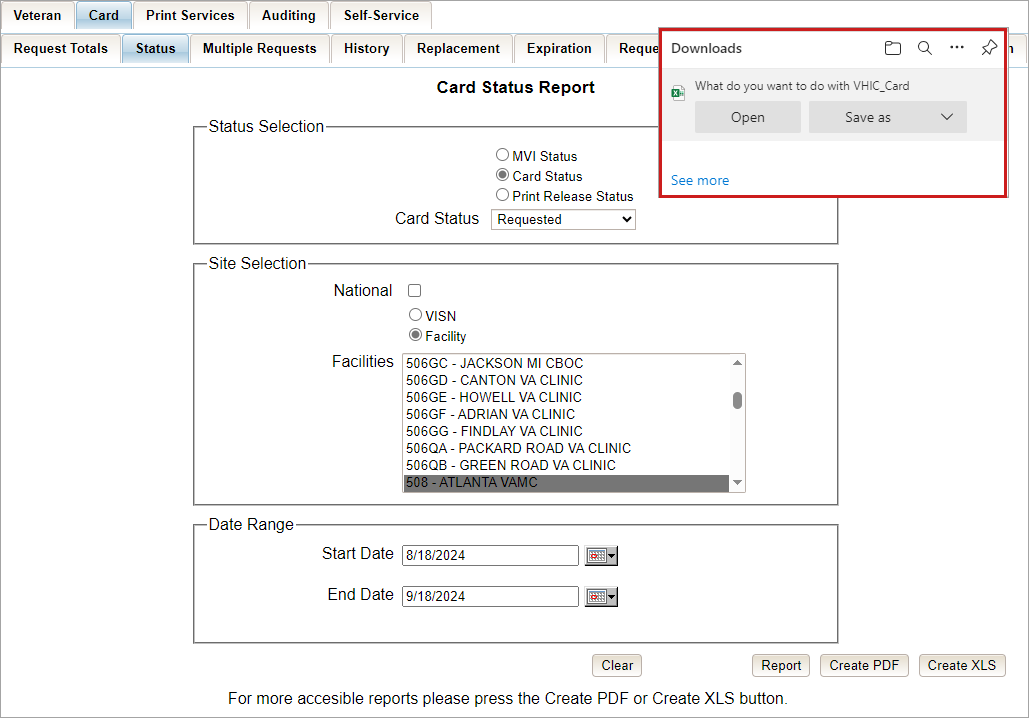 Veteran Card Print Services Auditing Self-Service
Request Totals Status Multiple Requests History Replacement Expiration Reque n
Downloads
What do you want to do with VHIC_Card
Open Save as
See more
Card Status Report
Status Selection
MVI Status
Card Status
Print Release Status
Card Status Requested
Site Selection
National
VISN
Facility
Facilities 506GC - JACKSON MI CBOC
506GD - CANTON VA CLINIC
506GE - HOWELL VA CLINIC
506GF - ADRIAN VA CLINIC
506GG - FINDLAY VA CLINIC
506QA - PACKARD ROAD VA CLINIC
506QB - GREEN ROAD VA CLINIC
508 - ATLANTA VAMC
Date Range
Start Date 8/18/2024
End Date 9/18/2024
Clear Report Create PDF Create XLS
For more accesible reports please press the Create PDF or Create XLS button.